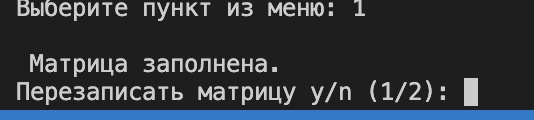 Выберите пункт из меню: 1
Матрица заполнена.
Перезаписать матрицу y/n (1/2):